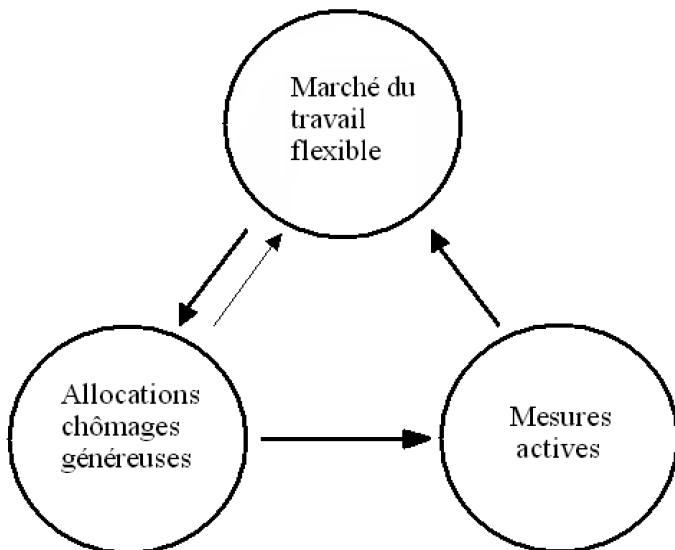 Marché du
travail
flexible
Allocations
chômages
généreuses
Mesures
actives